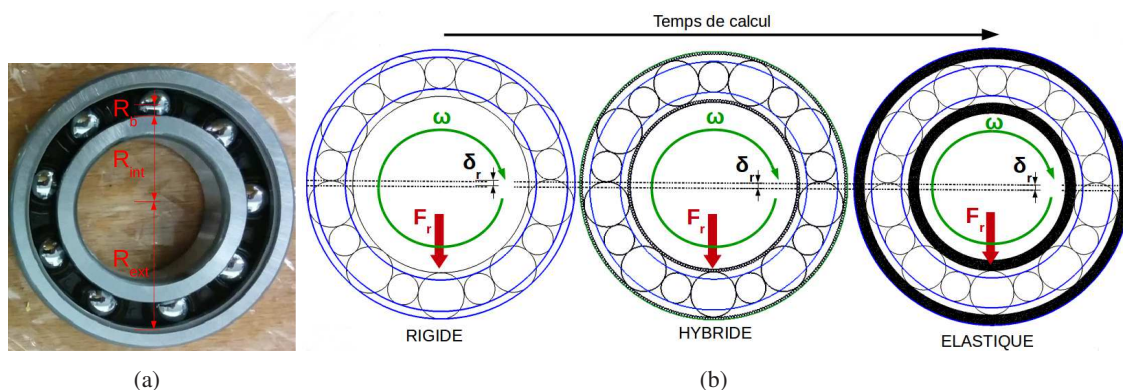 Temps de calcul
R_b
R_int
R_ext
ω
δ_r
F_r
RIGIDE
ω
δ_r
F_r
HYBRIDE
ω
δ_r
F_r
ELASTIQUE
(a)
(b)